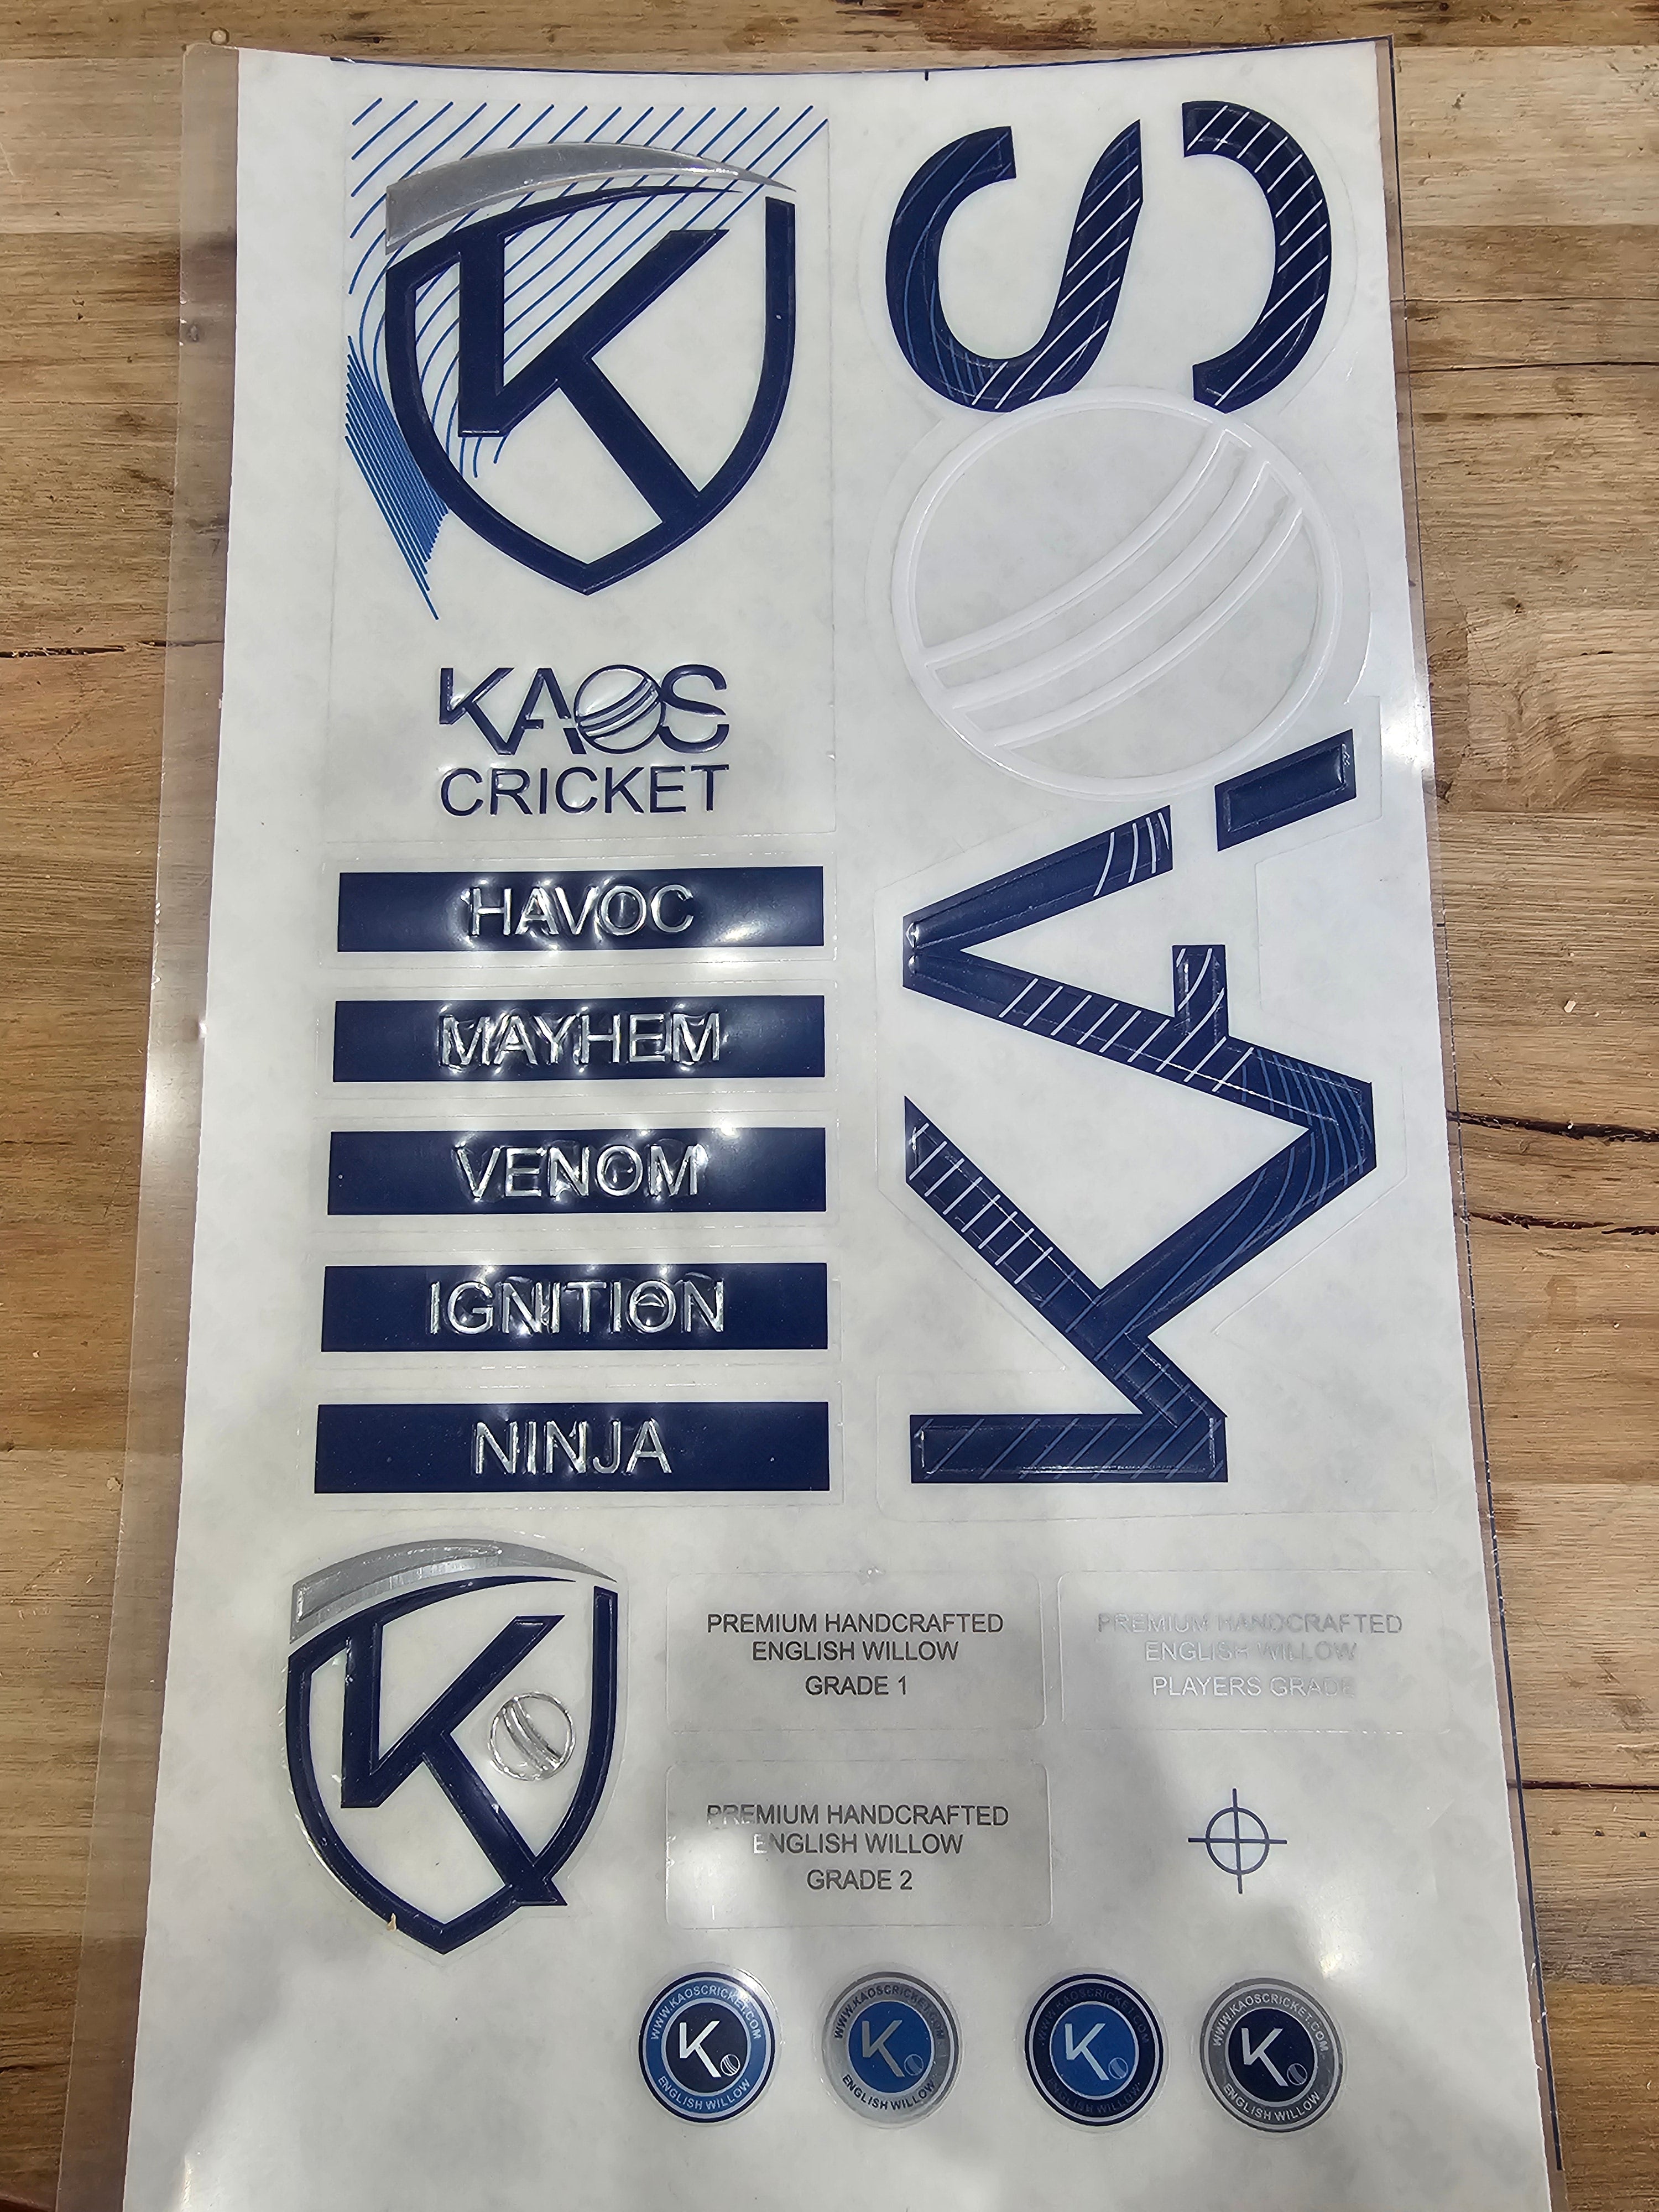 K
KAOS
CRICKET
HAVOC
MAYHEM
VENOM
IGNITION
NINJA
KAOS
K
PREMIUM HANDCRAFTED
ENGLISH WILLOW
GRADE 1
PREMIUM HANDCRAFTED
ENGLISH WILLOW
PLAYERS GRADE
PREMIUM HANDCRAFTED
ENGLISH WILLOW
GRADE 2
WWW.KAOSCRICKET.COM
K
ENGLISH WILLOW
WWW.KAOSCRICKET.COM
K
ENGLISH WILLOW
WWW.KAOSCRICKET.COM
K
ENGLISH WILLOW
WWW.KAOSCRICKET.COM
K
ENGLISH WILLOW